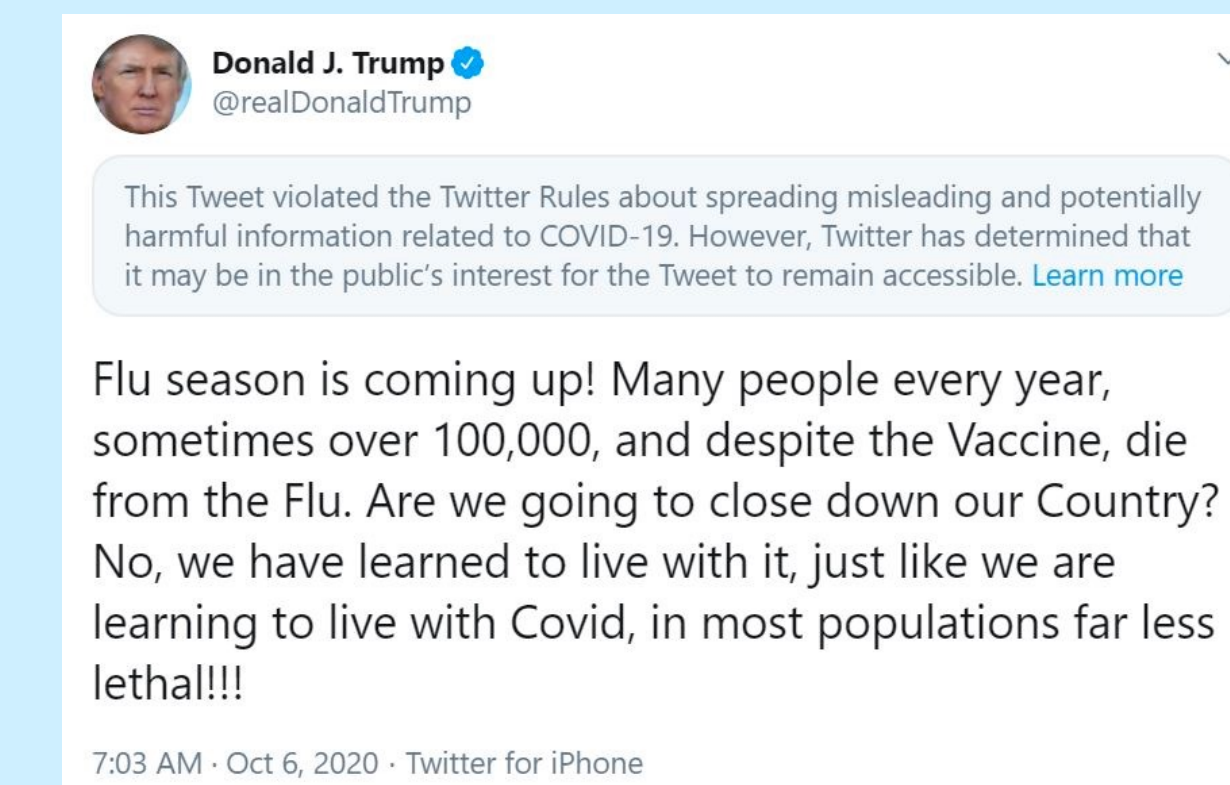 Donald J. Trump
@realDonaldTrump
This Tweet violated the Twitter Rules about spreading misleading and potentially
harmful information related to COVID-19. However, Twitter has determined that
it may be in the public’s interest for the Tweet to remain accessible. Learn more
Flu season is coming up! Many people every year,
sometimes over 100,000, and despite the Vaccine, die
from the Flu. Are we going to close down our Country?
No, we have learned to live with it, just like we are
learning to live with Covid, in most populations far less
lethal!!!
7:03 AM · Oct 6, 2020 · Twitter for iPhone